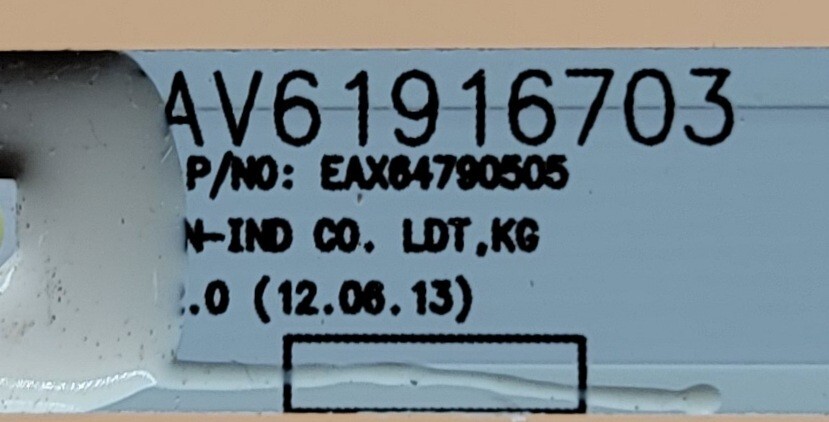 AV61916703
P/NO: EAX64790505
N-IND CO. LDT,KG
.0 (12.06.13)